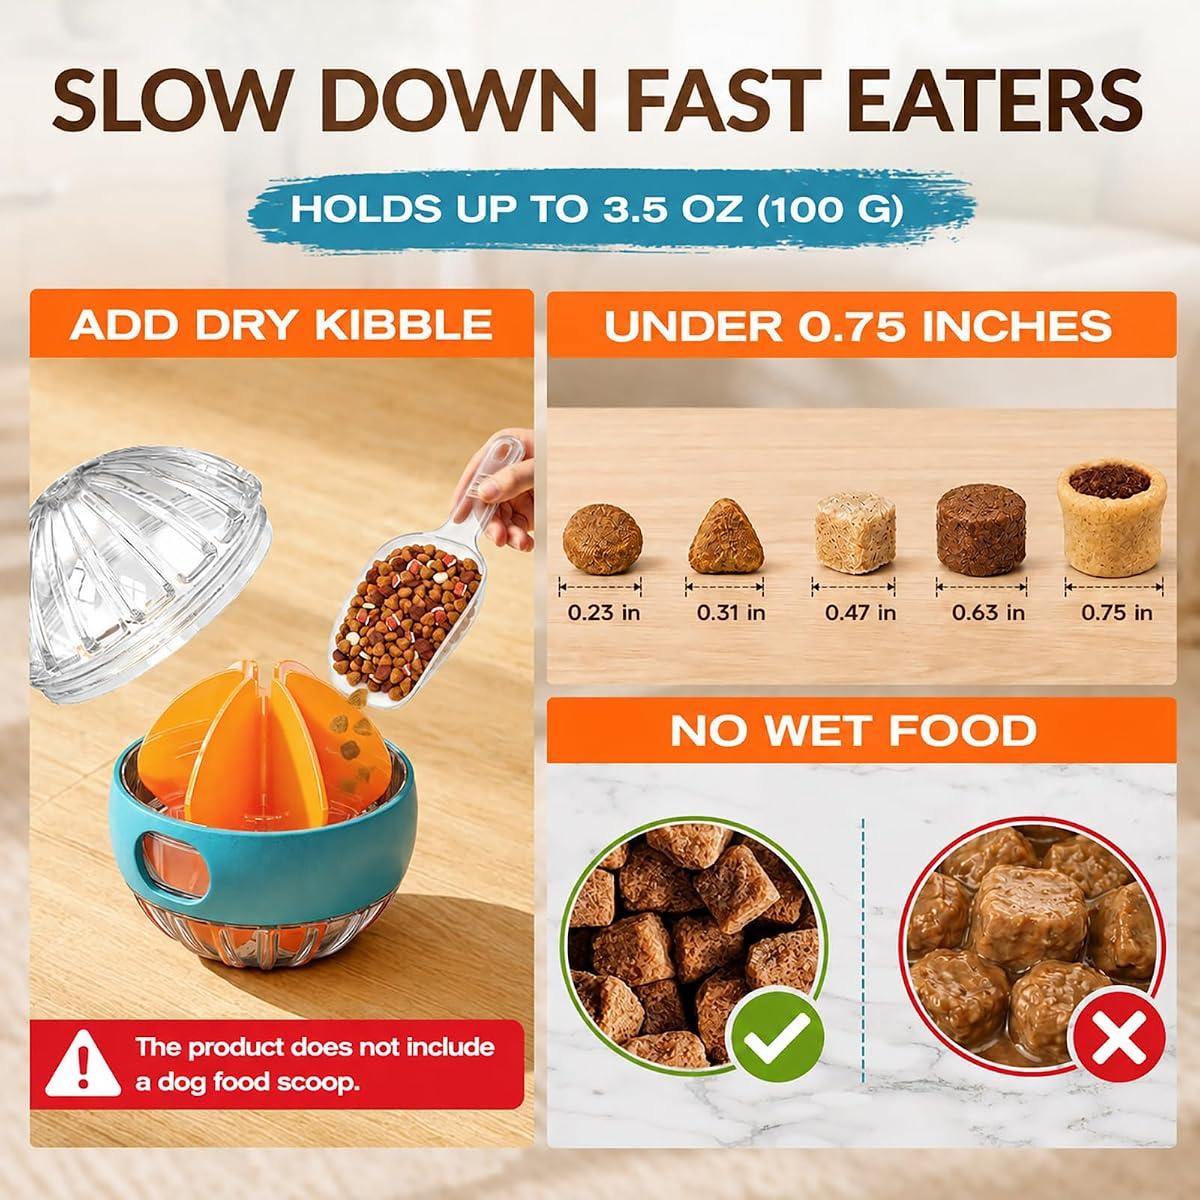 SLOW DOWN FAST EATERS
HOLDS UP TO 3.5 OZ (100 G)
ADD DRY KIBBLE
UNDER 0.75 INCHES
0.23 in
0.31 in
0.47 in
0.63 in
0.75 in
NO WET FOOD
The product does not include
a dog food scoop.